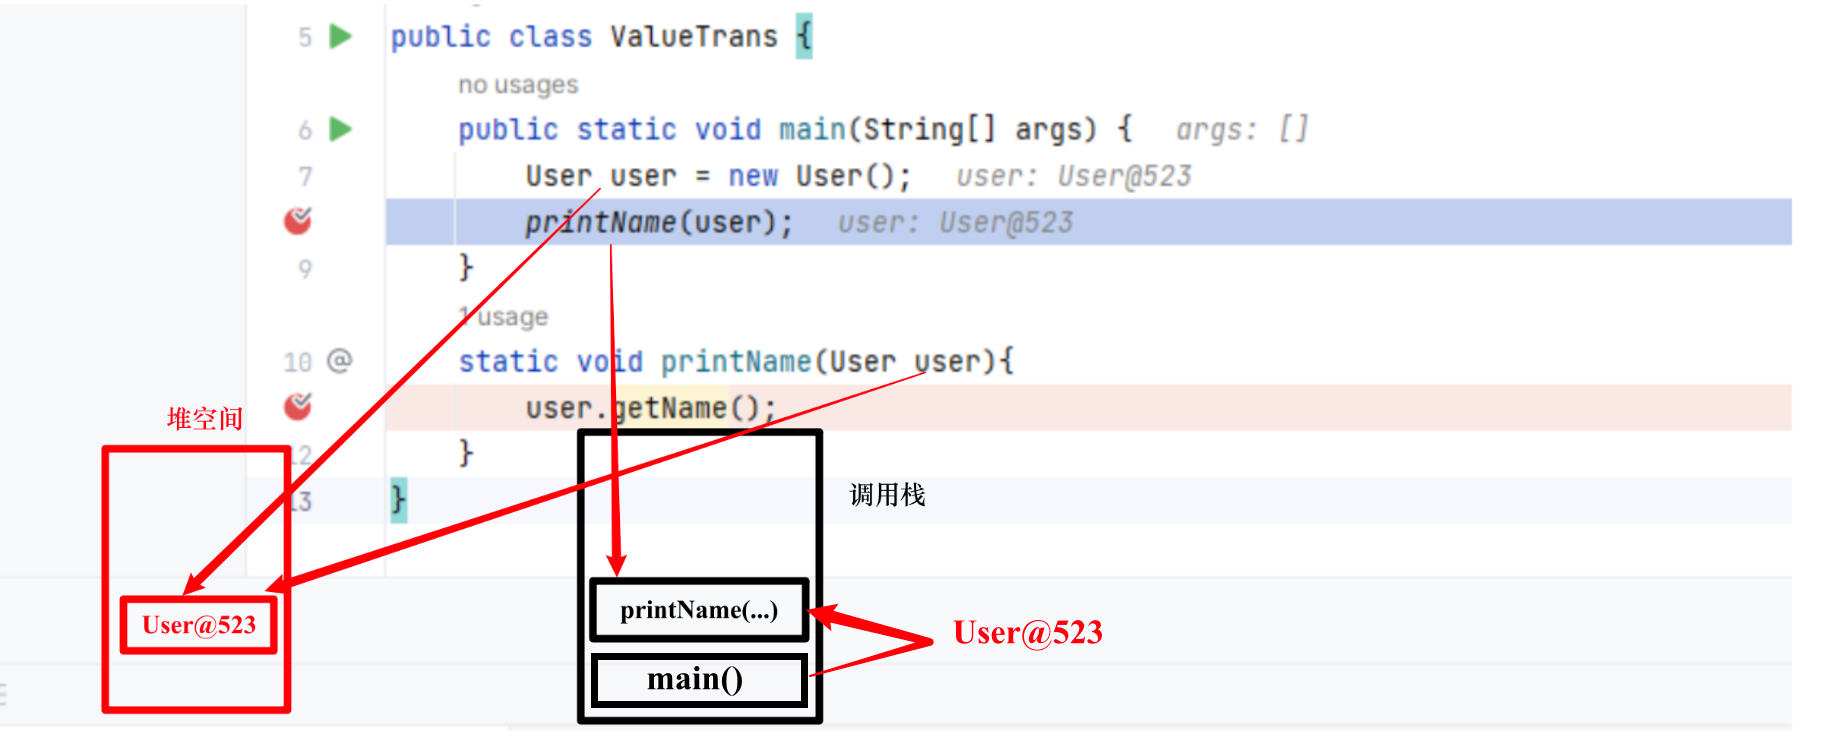 5 public class ValueTrans {
no usages
6 public static void main(String[] args) { args: []
7 User user = new User(); user: User@523
printName(user); user: User@523
9 }
1 usage
10 @ static void printName(User user){
user.getName();
12 }
13 }
堆空间
User@523
调用栈
printName(...)
main()
User@523